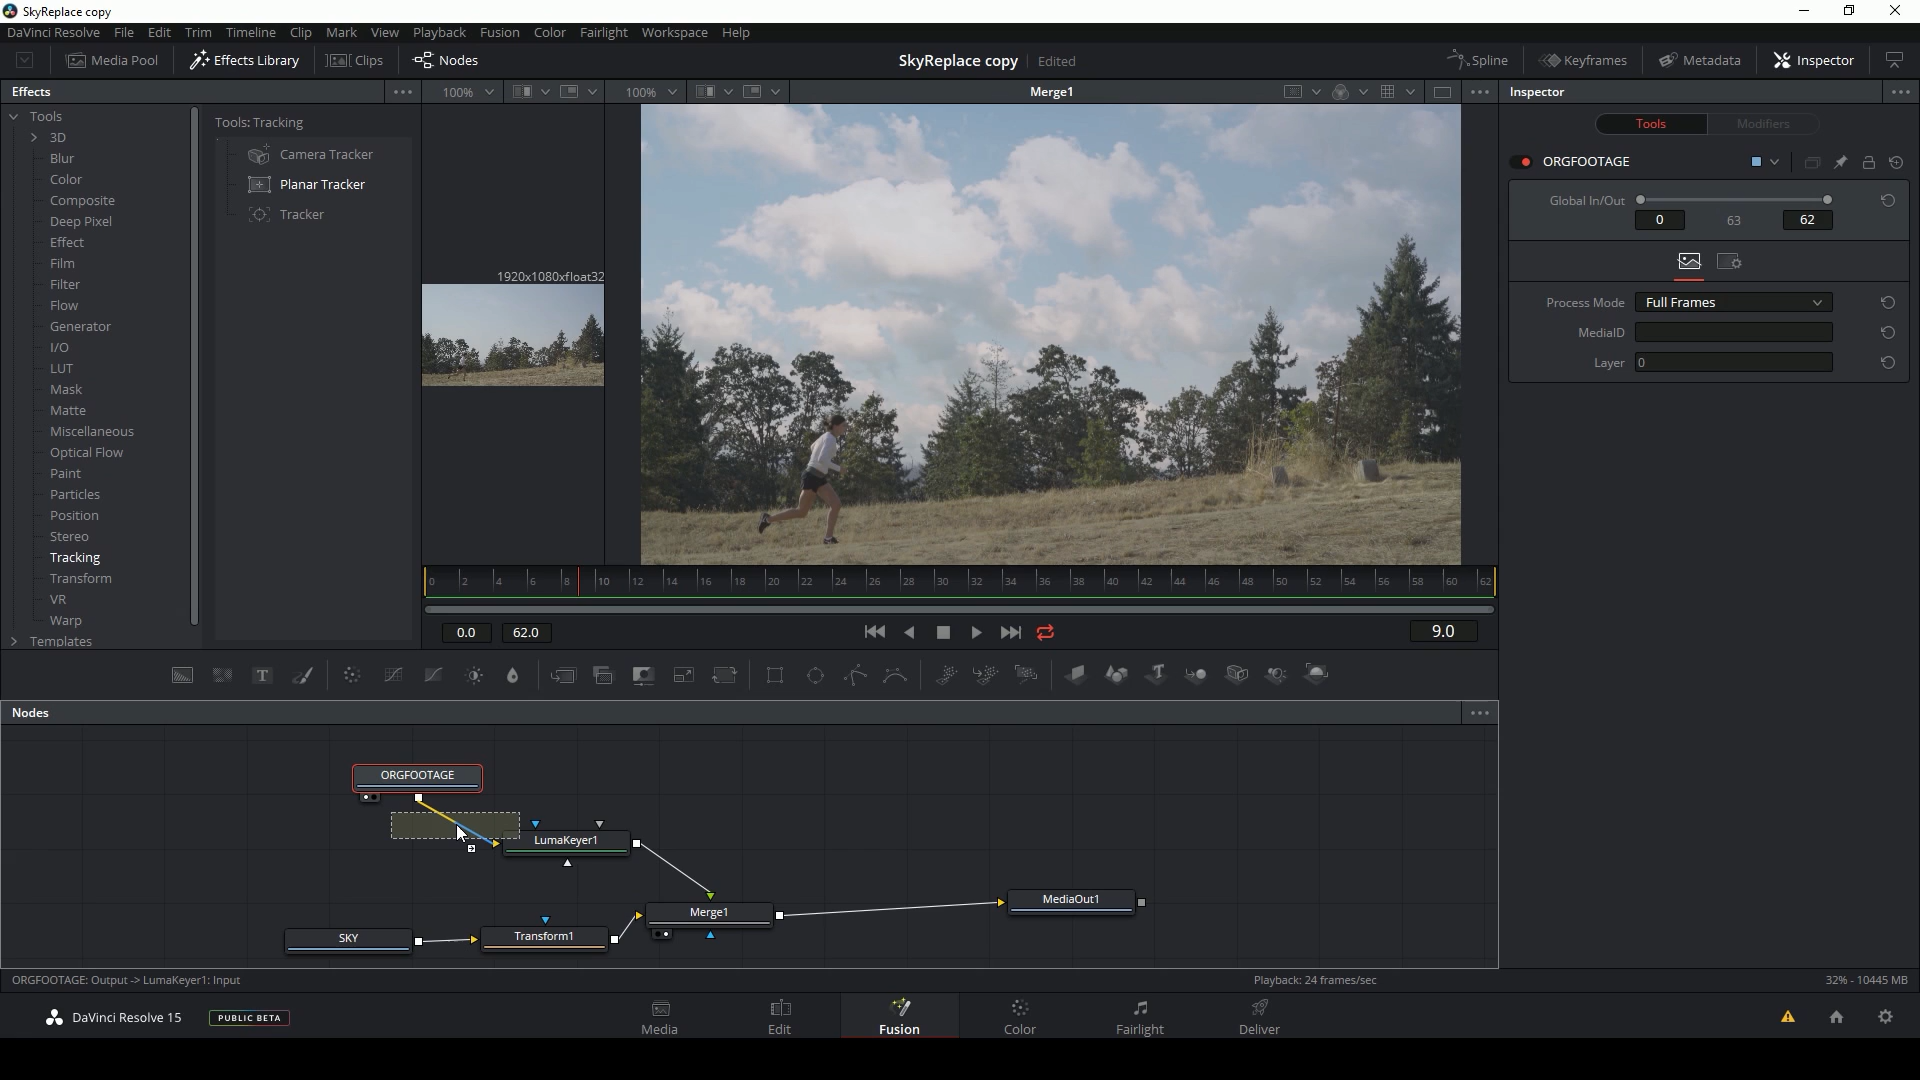 SkyReplace copy
DaVinci Resolve File Edit Trim Timeline Clip Mark View Playback Fusion Color Fairlight Workspace Help
Media Pool Effects Library Clips Nodes SkyReplace copy Edited Spline Keyframes Metadata Inspector
Effects 100% 100% Merge1 Inspector
Tools
3D
Blur
Color
Composite
Deep Pixel
Effect
Film
Filter
Flow
Generator
I/O
LUT
Mask
Matte
Miscellaneous
Optical Flow
Paint
Particles
Position
Stereo
Tracking
Transform
VR
Warp
Templates
Tools: Tracking
Camera Tracker
Planar Tracker
Tracker
1920x1080xfloat32
Tools Modifiers
ORGFOOTAGE
Global In/Out
0 63 62
Process Mode Full Frames
MediaID
Layer 0
0 2 4 6 8 10 12 14 16 18 20 22 24 26 28 30 32 34 36 38 40 42 44 46 48 50 52 54 56 58 60 62
0.0 62.0 9.0
Nodes
ORGFOOTAGE
LumaKeyer1
MediaOut1
Merge1
SKY Transform1
ORGFOOTAGE: Output -> LumaKeyer1: Input Playback: 24 frames/sec 32% - 10445 MB
DaVinci Resolve 15 PUBLIC BETA
Media Edit Fusion Color Fairlight Deliver